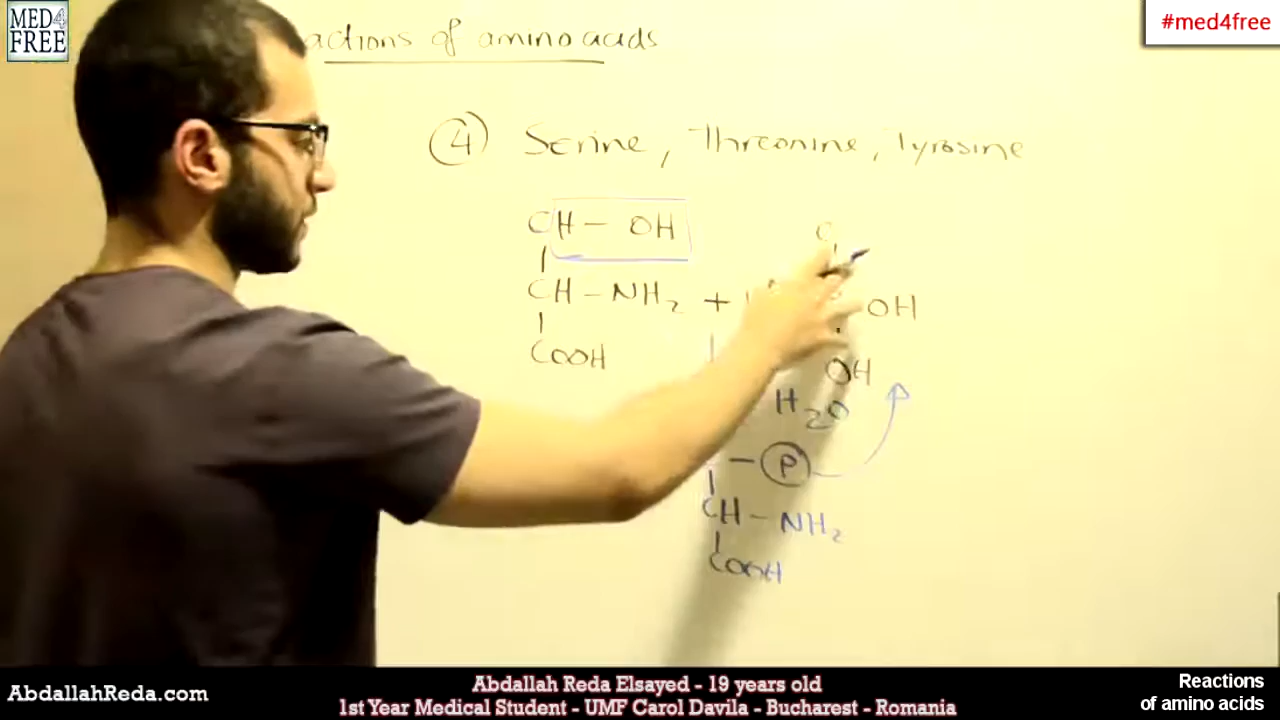 MED4
FREE
#med4free
actions of amino acids
4 Serine, Threonine, Tyrosine
CH - OH
CH - NH2 + OH
COOH OH
H2O
- P
CH - NH2
COOH
AbdallahReda.com
Abdallah Reda Elsayed - 19 years old
1st Year Medical Student - UMF Carol Davila - Bucharest - Romania
Reactions
of amino acids